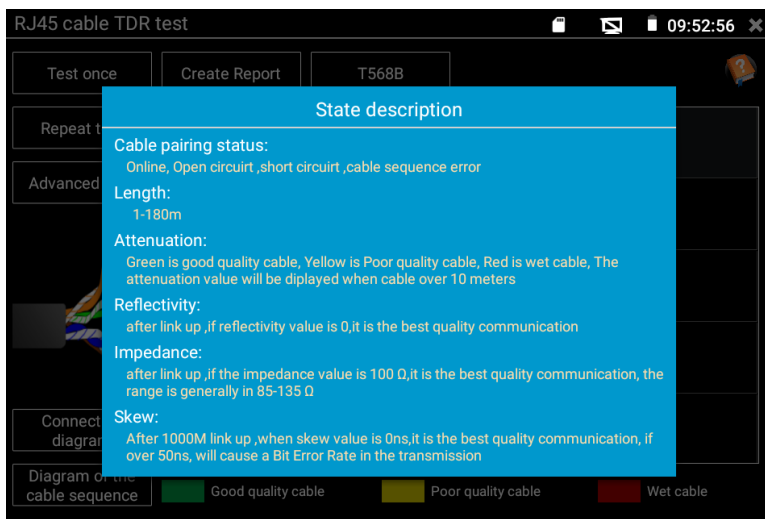 RJ45 cable TDR test
09:52:56
Test once
Create Report
T568B
Repeat t
Advanced
State description
Cable pairing status:
Online, Open circuirt ,short circuirt ,cable sequence error
Length:
1-180m
Attenuation:
Green is good quality cable, Yellow is Poor quality cable, Red is wet cable, The
attenuation value will be diplayed when cable over 10 meters
Reflectivity:
after link up ,if reflectivity value is 0,it is the best quality communication
Impedance:
after link up ,if the impedance value is 100 Ω,it is the best quality communication, the
range is generally in 85-135 Ω
Skew:
After 1000M link up ,when skew value is 0ns,it is the best quality communication, if
over 50ns, will cause a Bit Error Rate in the transmission
Connect
diagra
Diagram of the
cable sequence
Good quality cable
Poor quality cable
Wet cable